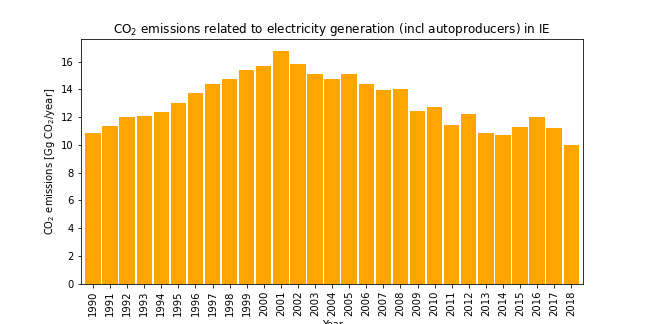 CO₂ emissions related to electricity generation (incl autoproducers) in IE
CO₂ emissions [Gg CO₂/year]
16
14
12
10
8
6
4
2
0
1990 1991 1992 1993 1994 1995 1996 1997 1998 1999 2000 2001 2002 2003 2004 2005 2006 2007 2008 2009 2010 2011 2012 2013 2014 2015 2016 2017 2018
Year